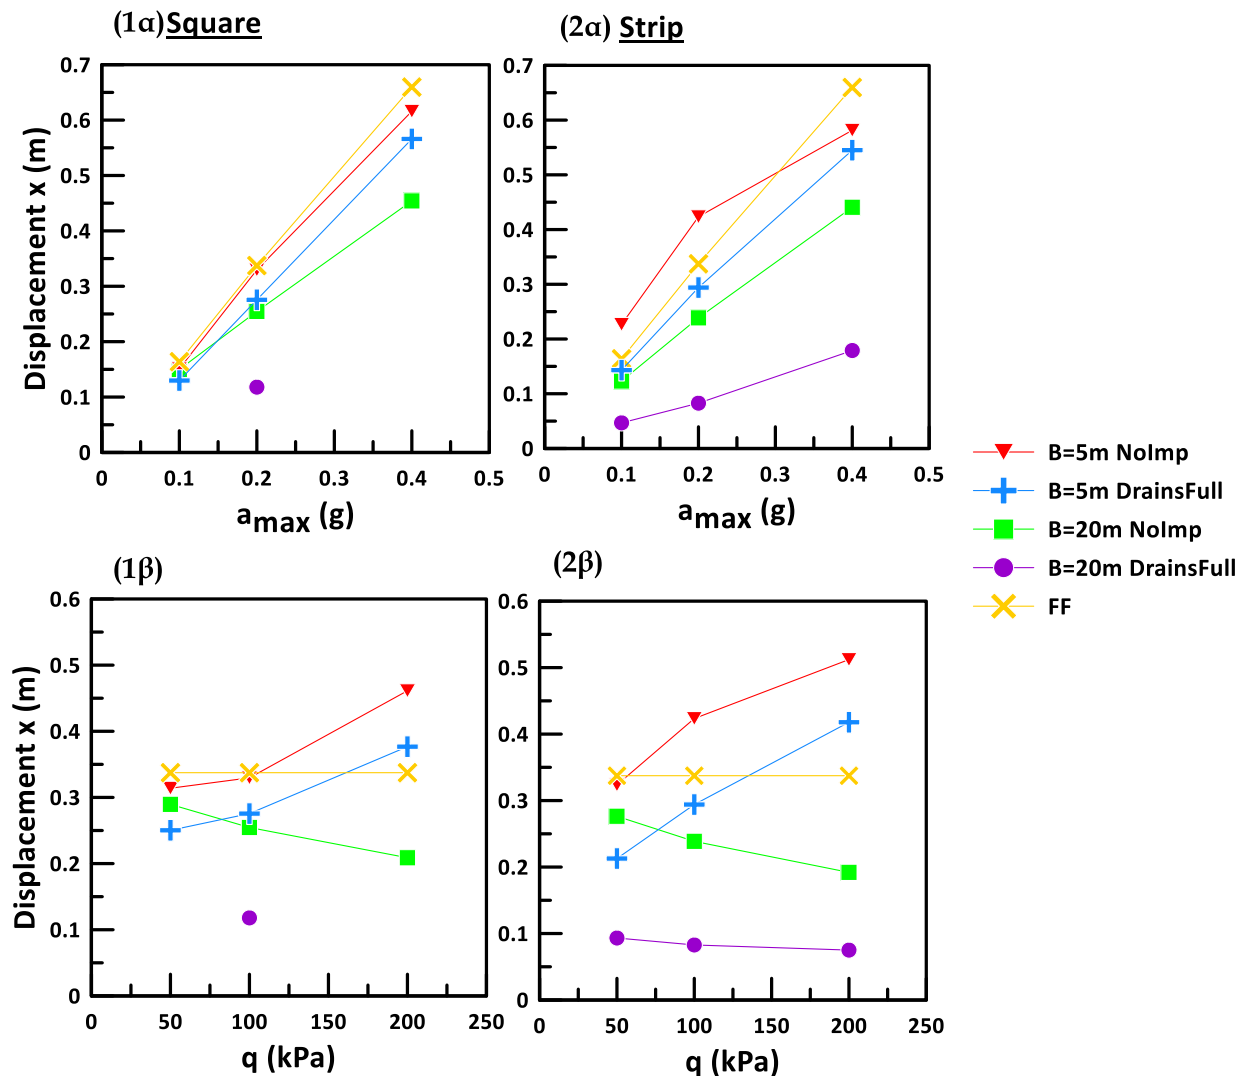 (1α)Square
0.7
0.6
0.5
0.4
0.3
0.2
0.1
0
Displacement x (m)
0 0.1 0.2 0.3 0.4 0.5
amax (g)
(2α) Strip
0.7
0.6
0.5
0.4
0.3
0.2
0.1
0
0 0.1 0.2 0.3 0.4 0.5
amax (g)
B=5m NoImp
B=5m DrainsFull
B=20m NoImp
B=20m DrainsFull
FF
(1β)
0.6
0.5
0.4
0.3
0.2
0.1
0
Displacement x (m)
0 50 100 150 200 250
q (kPa)
(2β)
0.6
0.5
0.4
0.3
0.2
0.1
0
0 50 100 150 200 250
q (kPa)